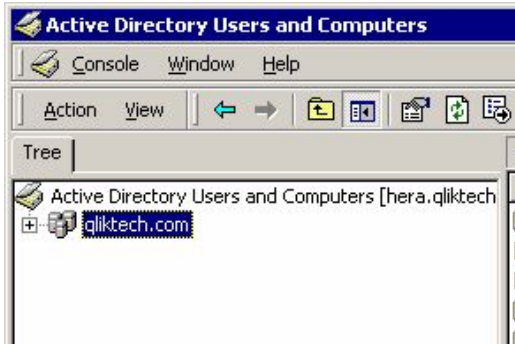 Active Directory Users and Computers
Console Window Help
Action View
Tree
Active Directory Users and Computers [hera.qliktech
qliktech.com